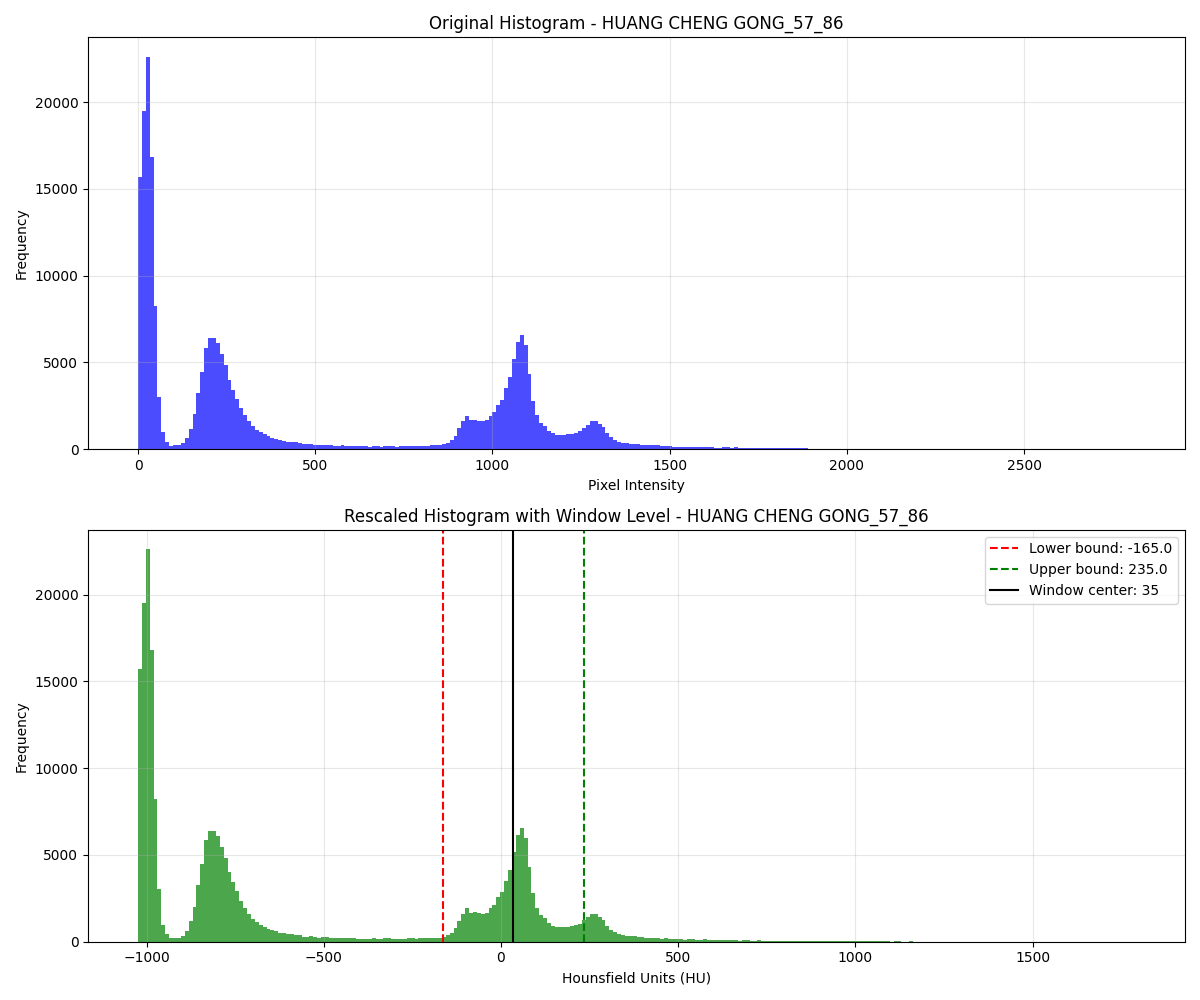 Original Histogram - HUANG CHENG GONG_57_86
Frequency
20000
15000
10000
5000
0
0 500 1000 1500 2000 2500
Pixel Intensity
Rescaled Histogram with Window Level - HUANG CHENG GONG_57_86
Lower bound: -165.0
Upper bound: 235.0
Window center: 35
Frequency
20000
15000
10000
5000
0
−1000 −500 0 500 1000 1500
Hounsfield Units (HU)